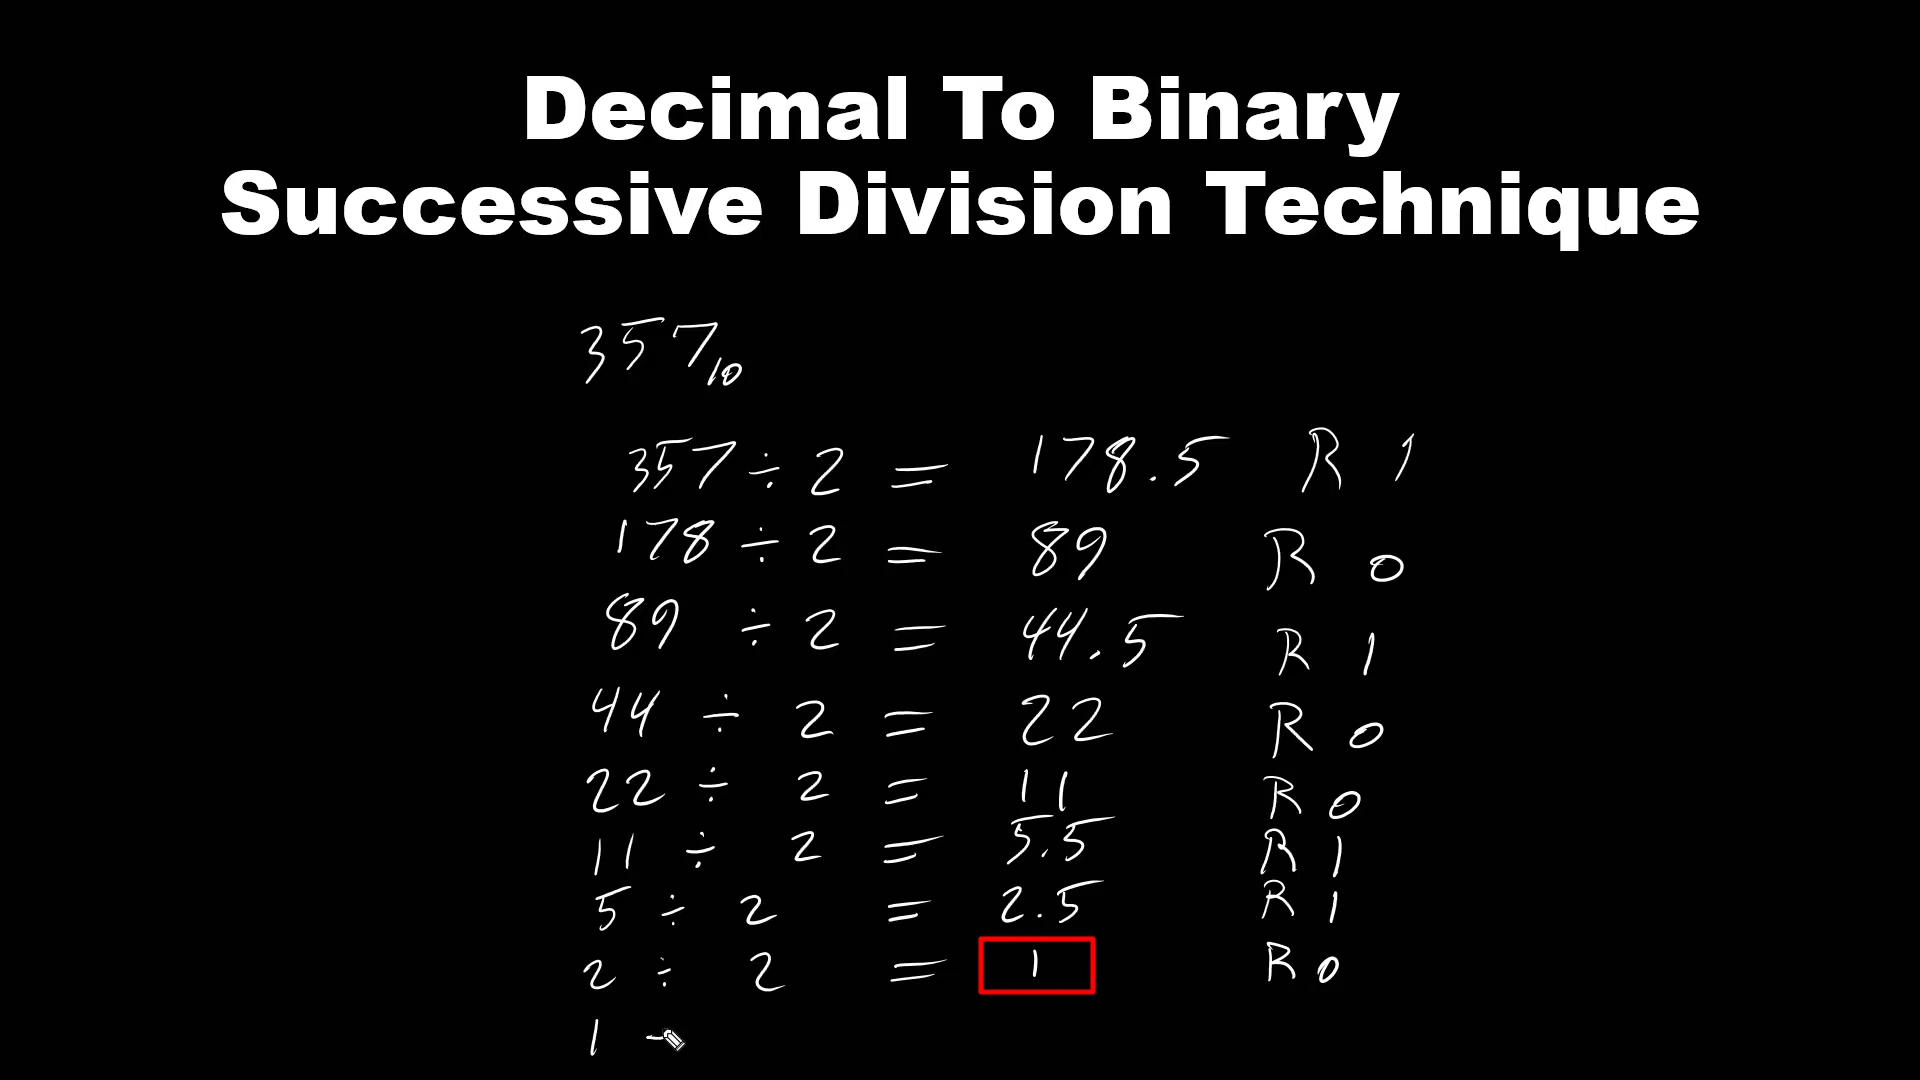 Decimal To Binary
Successive Division Technique
357₁₀
357 ÷ 2 = 178.5 R 1
178 ÷ 2 = 89 R 0
89 ÷ 2 = 44.5 R 1
44 ÷ 2 = 22 R 0
22 ÷ 2 = 11 R 0
11 ÷ 2 = 5.5 R 1
5 ÷ 2 = 2.5 R 1
2 ÷ 2 = 1 R 0
1 -